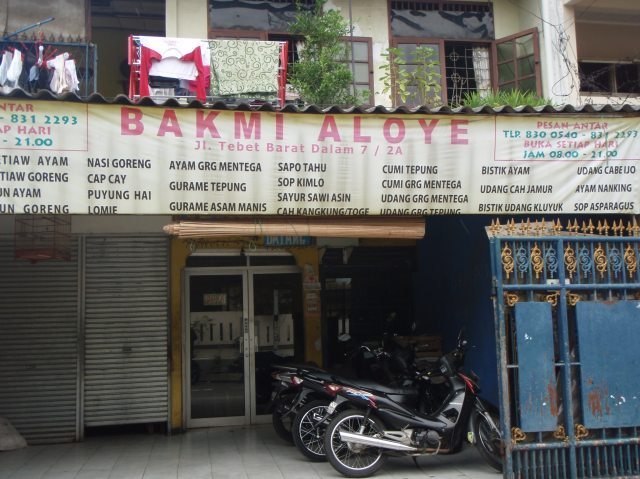 BAKMI ALOYE
Jl. Tebet Barat Dalam 7 / 2A
ANTAR
- 831 2293
AP HARI
- 21.00
PESAN ANTAR
TLP. 830 0540 - 831 2293
BUKA SETIAP HARI
JAM 08.00 - 21.00
ETIAW AYAM
TIAW GORENG
UN AYAM
UN GORENG
NASI GORENG
CAP CAY
PUYUNG HAI
LOMIE
AYAM GRG MENTEGA
GURAME TEPUNG
GURAME ASAM MANIS
SAPO TAHU
SOP KIMLO
SAYUR SAWI ASIN
CAH KANGKUNG/TOGE
CUMI TEPUNG
CUMI GRG MENTEGA
UDANG GRG MENTEGA
UDANG GRG TEPUNG
BISTIK AYAM
UDANG CAH JAMUR
BISTIK UDANG KLUYUK
UDANG CABE IJO
AYAM NANKING
SOP ASPARAGUS